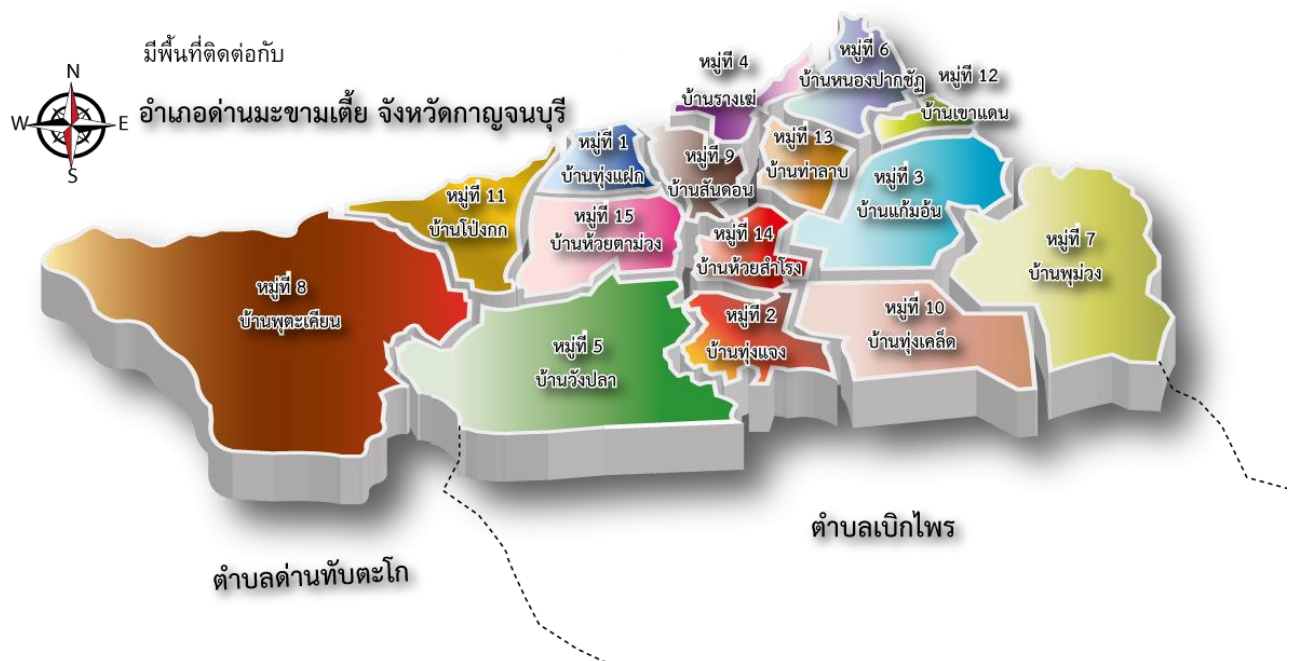 มีพื้นที่ติดต่อกับ
อำเภอด่านมะขามเตี้ย จังหวัดกาญจนบุรี
N
W
E
S
หมู่ที่ 4
บ้านรางเฆ่
หมู่ที่ 6
บ้านหนองปากชัฏ
หมู่ที่ 12
บ้านเขาแดน
หมู่ที่ 1
บ้านทุ่งแฝก
หมู่ที่ 9
บ้านสันดอน
หมู่ที่ 13
บ้านท่าลาบ
หมู่ที่ 3
บ้านแก้มอ้น
หมู่ที่ 11
บ้านโป่งกก
หมู่ที่ 15
บ้านห้วยตาม่วง
หมู่ที่ 14
บ้านห้วยสำโรง
หมู่ที่ 7
บ้านพุม่วง
หมู่ที่ 8
บ้านพุตะเคียน
หมู่ที่ 5
บ้านวังปลา
หมู่ที่ 2
บ้านทุ่งแจง
หมู่ที่ 10
บ้านทุ่งเคล็ด
ตำบลเบิกไพร
ตำบลด่านทับตะโก